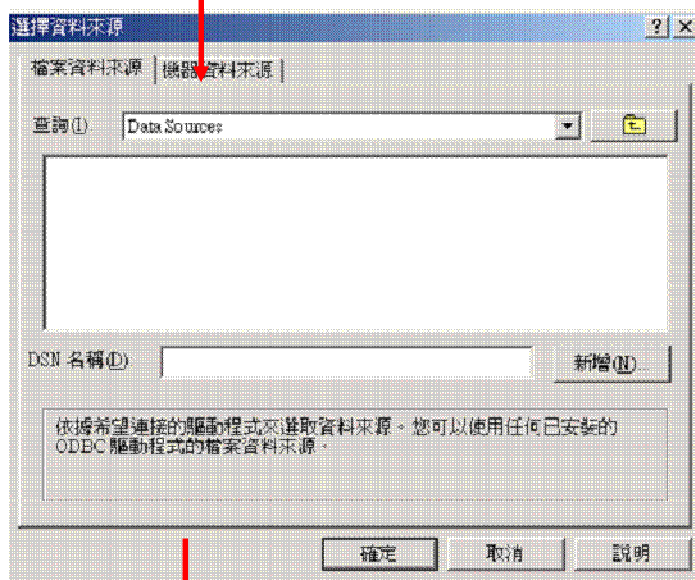 選擇資料來源
檔案資料來源 機器資料來源
查詢(I) Data Sources
DSN 名稱(D) 新增(N)...
依據希望連接的驅動程式來選取資料來源。您可以使用任何已安裝的
ODBC 驅動程式的檔案資料來源。
確定 取消 說明